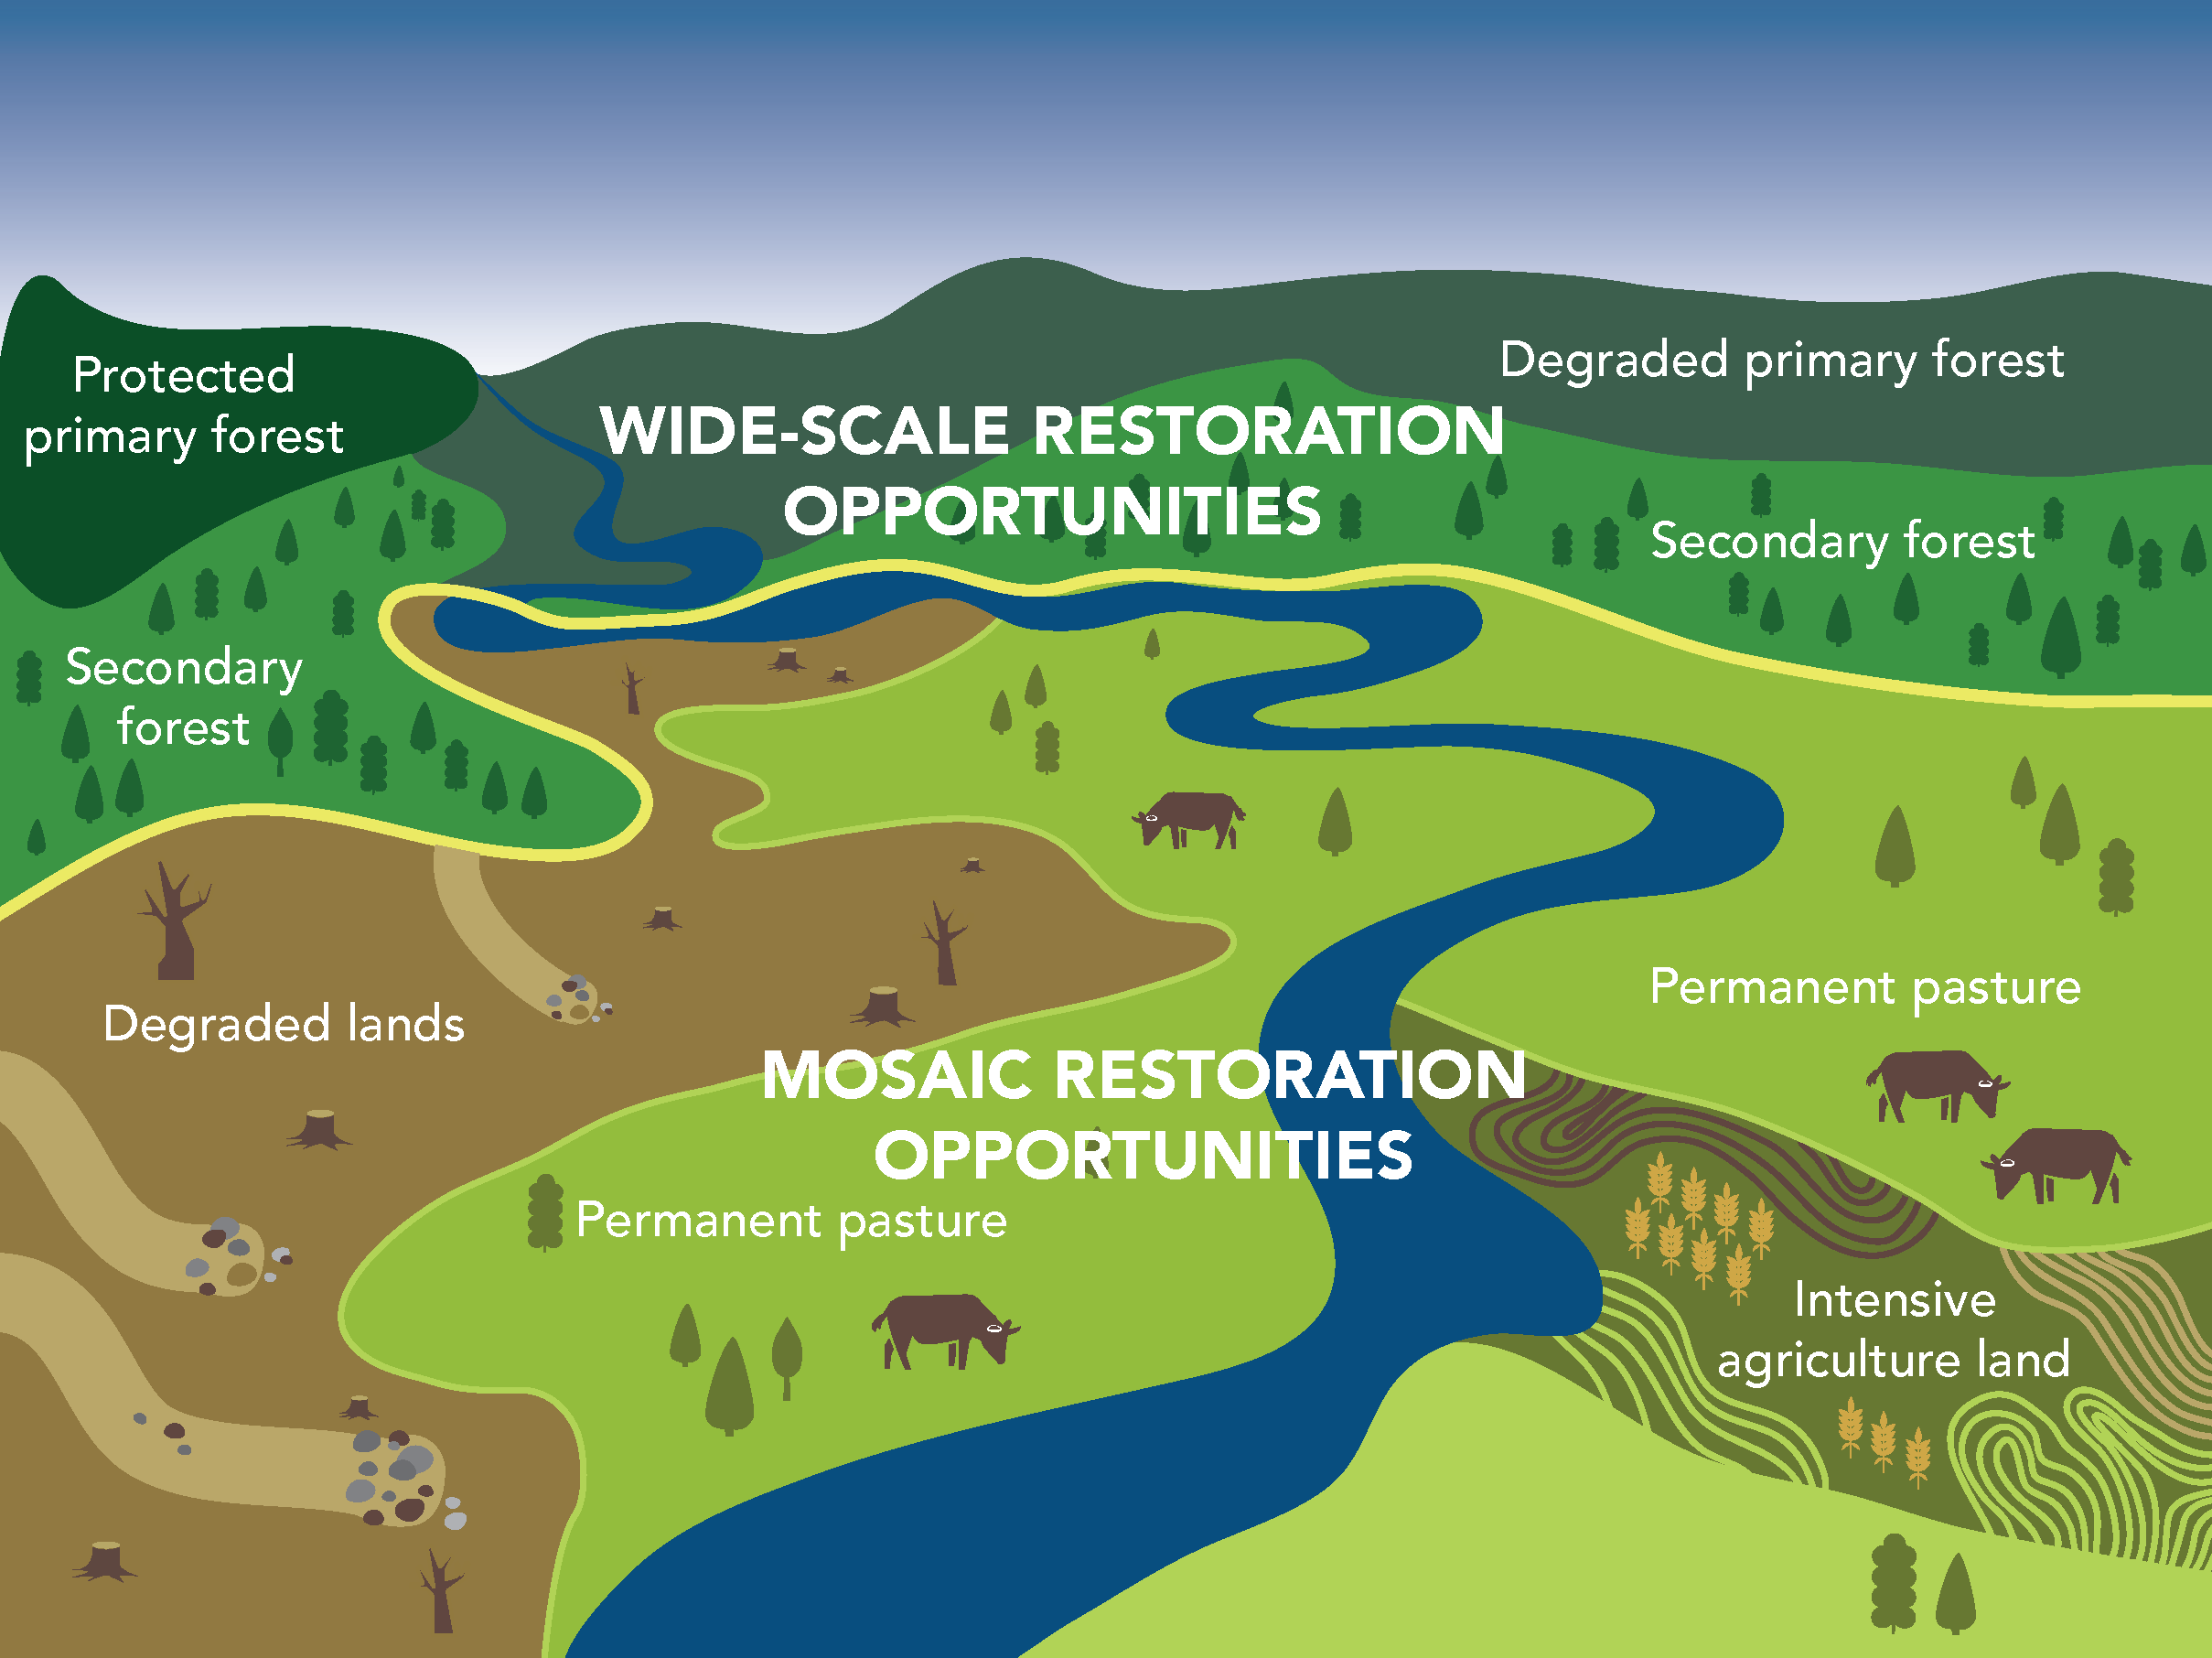 Protected
primary forest
Degraded primary forest
WIDE-SCALE RESTORATION
OPPORTUNITIES
Secondary forest
Secondary
forest
Permanent pasture
Degraded lands
MOSAIC RESTORATION
OPPORTUNITIES
Permanent pasture
Intensive
agriculture land